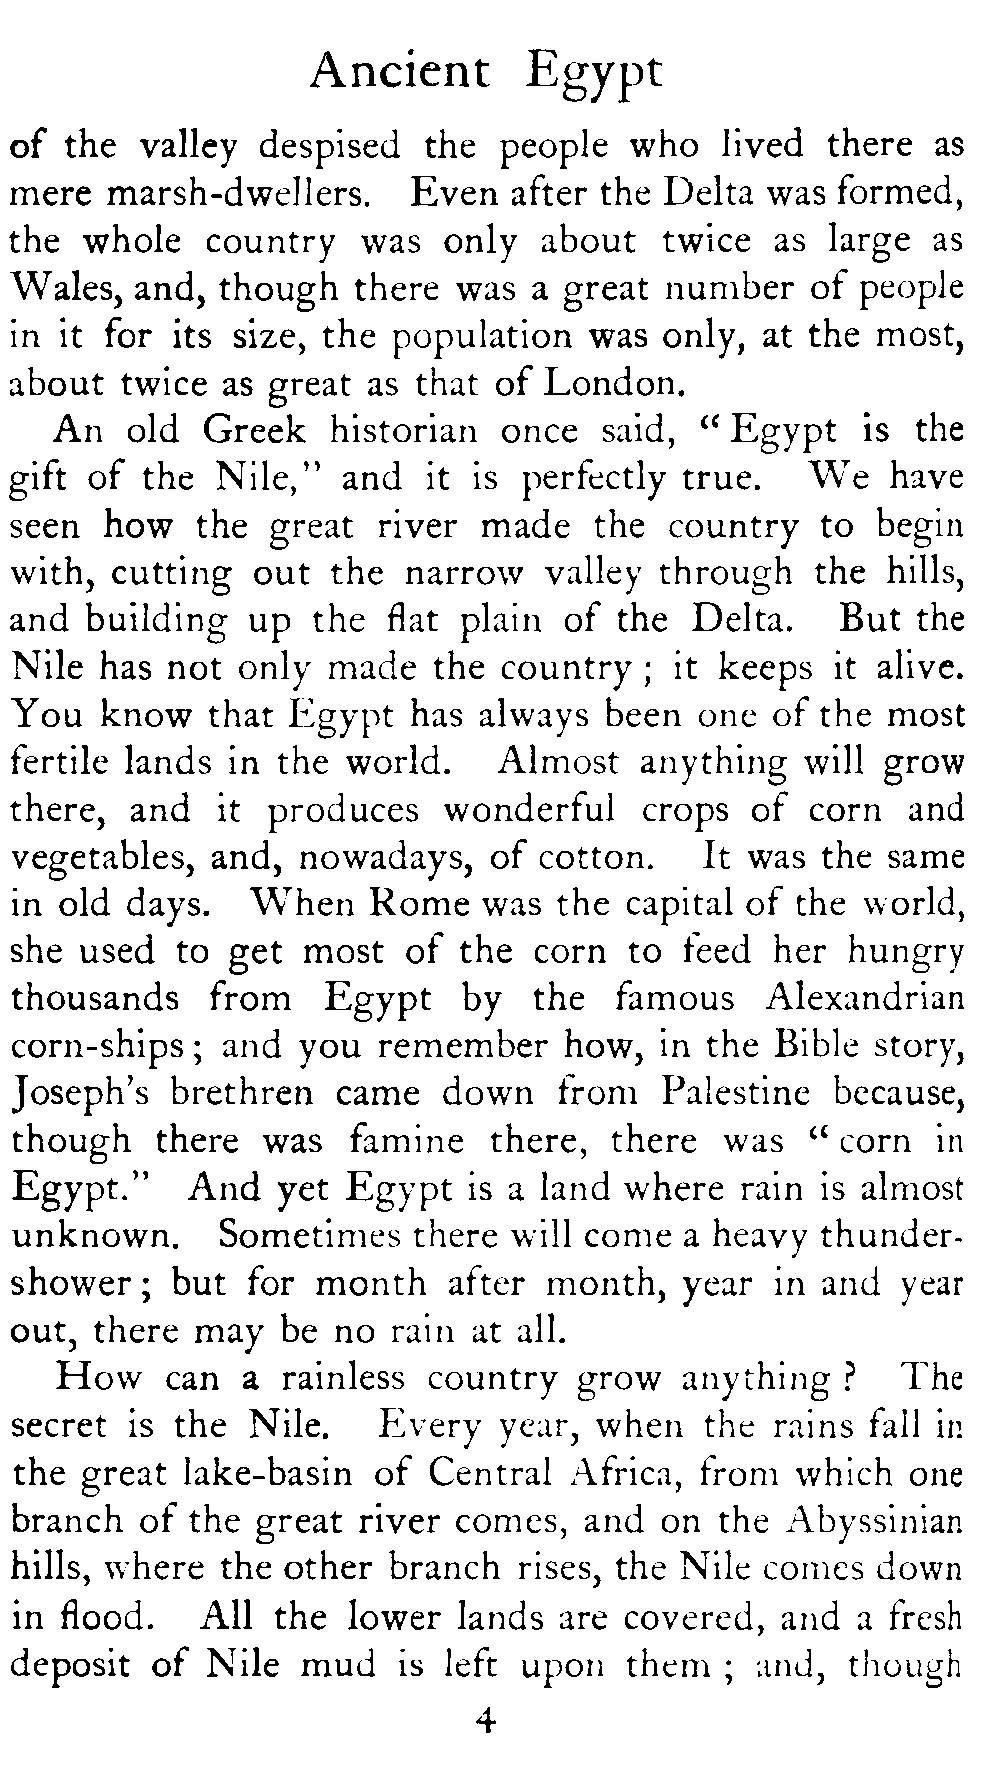 Ancient Egypt
of the valley despised the people who lived there as
mere marsh-dwellers. Even after the Delta was formed,
the whole country was only about twice as large as
Wales, and, though there was a great number of people
in it for its size, the population was only, at the most,
about twice as great as that of London.
An old Greek historian once said, “Egypt is the
gift of the Nile,” and it is perfectly true. We have
seen how the great river made the country to begin
with, cutting out the narrow valley through the hills,
and building up the flat plain of the Delta. But the
Nile has not only made the country; it keeps it alive.
You know that Egypt has always been one of the most
fertile lands in the world. Almost anything will grow
there, and it produces wonderful crops of corn and
vegetables, and, nowadays, of cotton. It was the same
in old days. When Rome was the capital of the world,
she used to get most of the corn to feed her hungry
thousands from Egypt by the famous Alexandrian
corn-ships; and you remember how, in the Bible story,
Joseph’s brethren came down from Palestine because,
though there was famine there, there was “corn in
Egypt.” And yet Egypt is a land where rain is almost
unknown. Sometimes there will come a heavy thunder-
shower; but for month after month, year in and year
out, there may be no rain at all.
How can a rainless country grow anything? The
secret is the Nile. Every year, when the rains fall in
the great lake-basin of Central Africa, from which one
branch of the great river comes, and on the Abyssinian
hills, where the other branch rises, the Nile comes down
in flood. All the lower lands are covered, and a fresh
deposit of Nile mud is left upon them; and, though
4